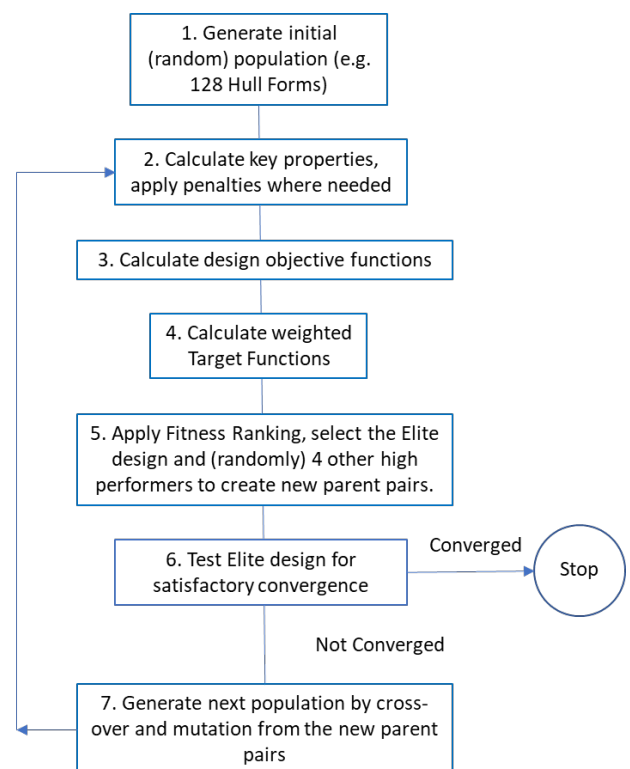 1. Generate initial
(random) population (e.g.
128 Hull Forms)
2. Calculate key properties,
apply penalties where needed
3. Calculate design objective functions
4. Calculate weighted
Target Functions
5. Apply Fitness Ranking, select the Elite
design and (randomly) 4 other high
performers to create new parent pairs.
6. Test Elite design for
satisfactory convergence
Converged
Stop
Not Converged
7. Generate next population by cross-
over and mutation from the new parent
pairs